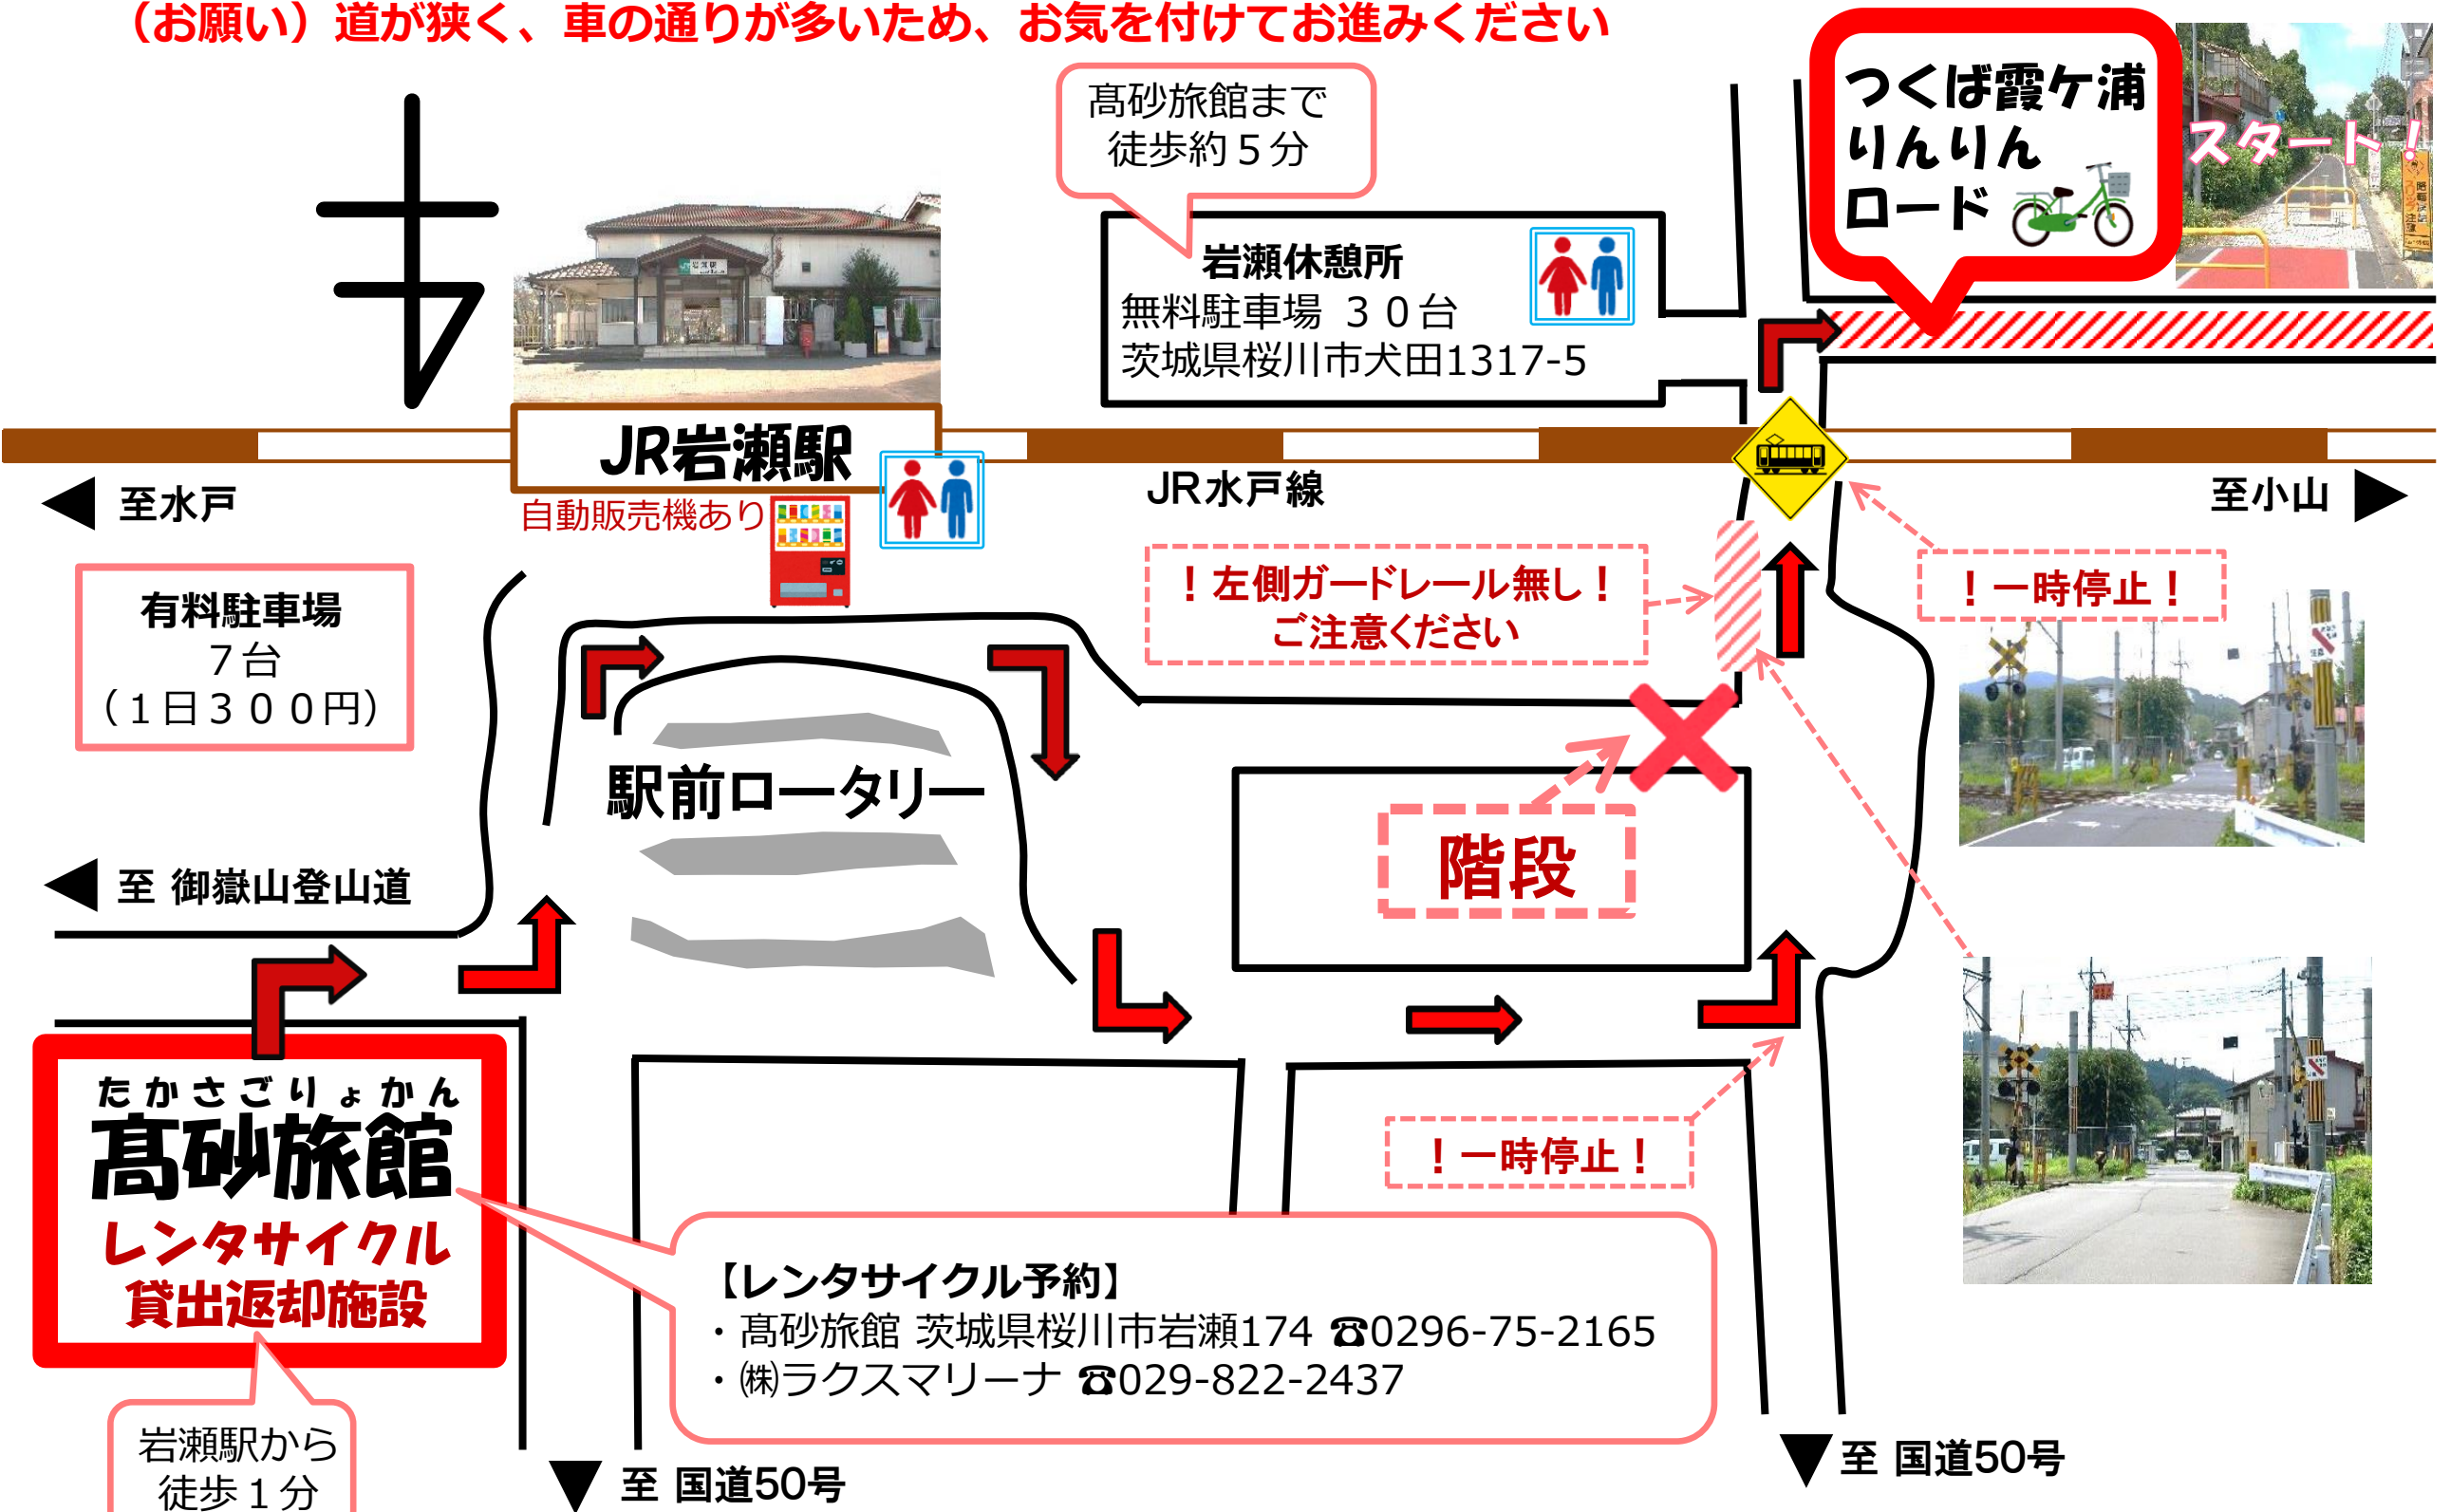 （お願い）道が狭く、車の通りが多いため、お気を付けてお進みください
つくば霞ケ浦
りんりん
ロード
スタート！
髙砂旅館まで
徒歩約５分
岩瀬休憩所
無料駐車場 ３０台
茨城県桜川市犬田1317-5
JR岩瀬駅
自動販売機あり
至水戸
JR水戸線
至小山
有料駐車場
７台
（１日３００円）
！左側ガードレール無し！
ご注意ください
！一時停止！
駅前ロータリー
階段
至 御嶽山登山道
！一時停止！
たかさごりょかん
髙砂旅館
レンタサイクル
貸出返却施設
【レンタサイクル予約】
・髙砂旅館 茨城県桜川市岩瀬174 ☎0296-75-2165
・㈱ラクスマリーナ ☎029-822-2437
岩瀬駅から
徒歩１分
至 国道50号
至 国道50号